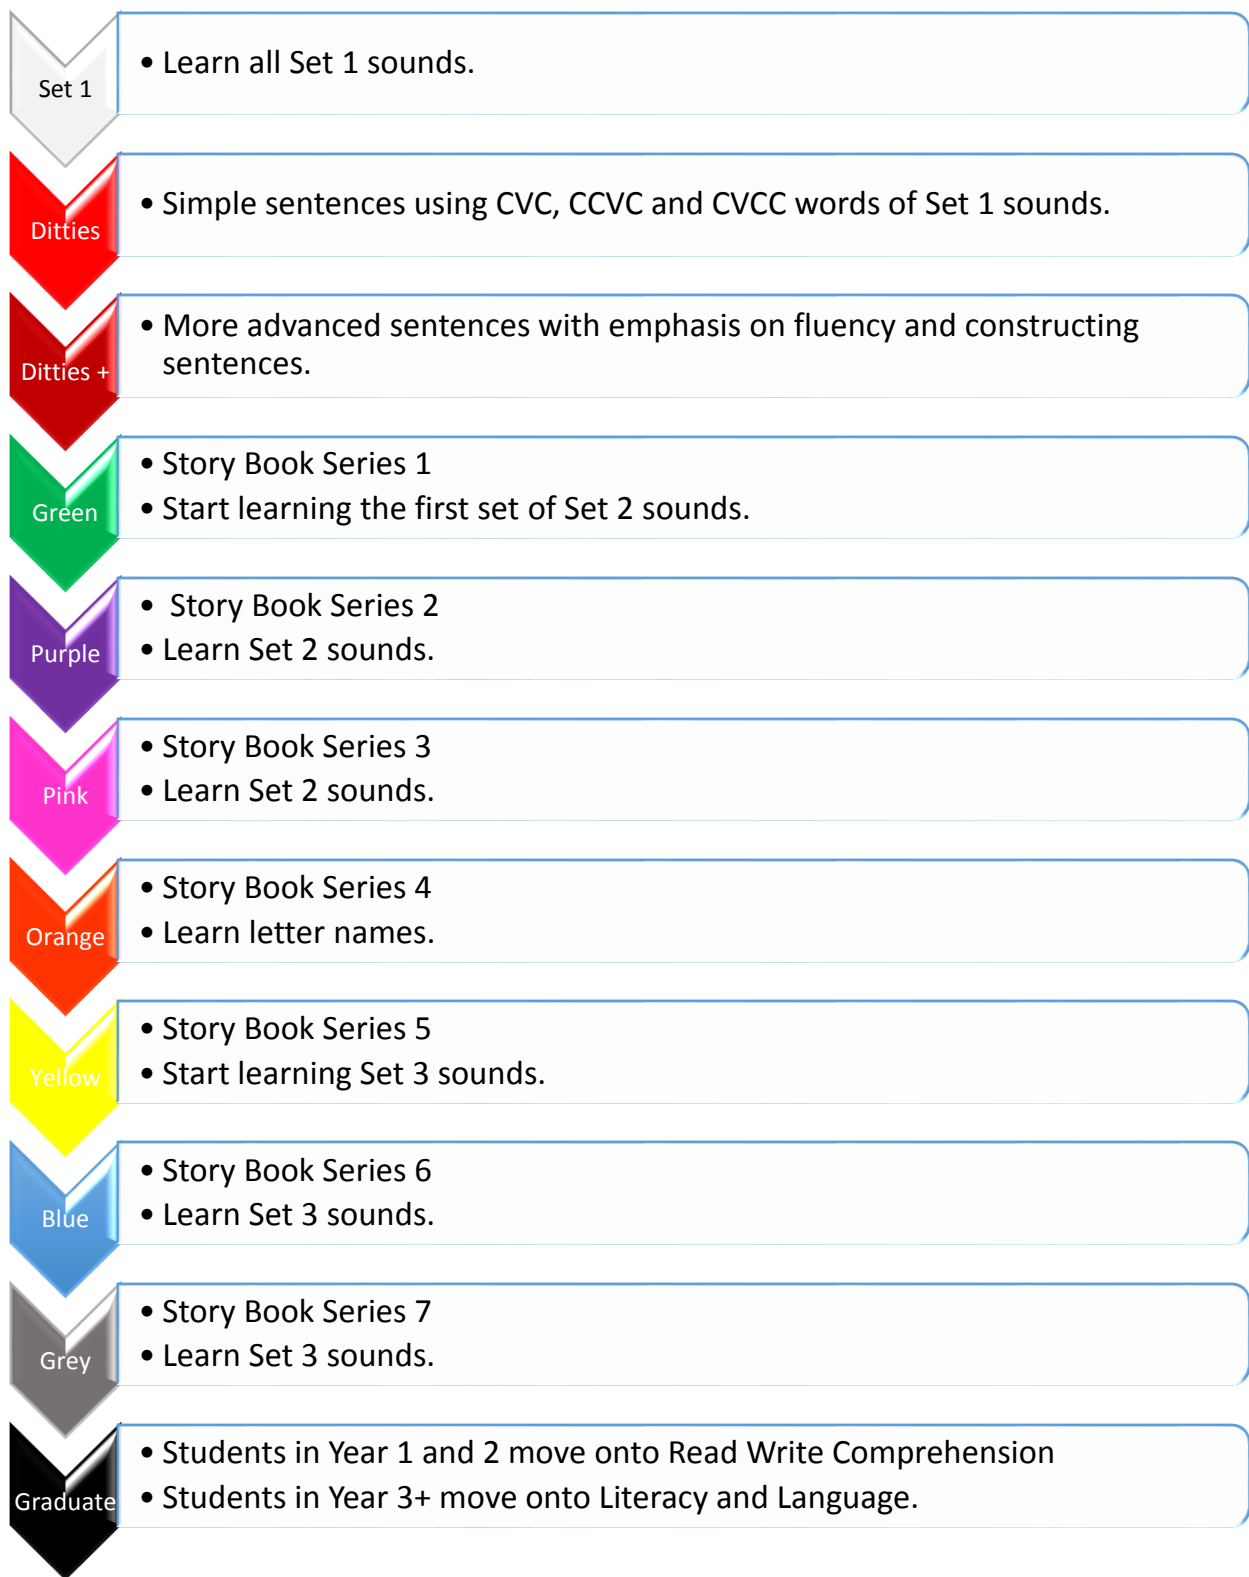 Set 1
• Learn all Set 1 sounds.
Ditties
• Simple sentences using CVC, CCVC and CVCC words of Set 1 sounds.
Ditties +
• More advanced sentences with emphasis on fluency and constructing
sentences.
Green
• Story Book Series 1
• Start learning the first set of Set 2 sounds.
Purple
• Story Book Series 2
• Learn Set 2 sounds.
Pink
• Story Book Series 3
• Learn Set 2 sounds.
Orange
• Story Book Series 4
• Learn letter names.
Yellow
• Story Book Series 5
• Start learning Set 3 sounds.
Blue
• Story Book Series 6
• Learn Set 3 sounds.
Grey
• Story Book Series 7
• Learn Set 3 sounds.
Graduate
• Students in Year 1 and 2 move onto Read Write Comprehension
• Students in Year 3+ move onto Literacy and Language.